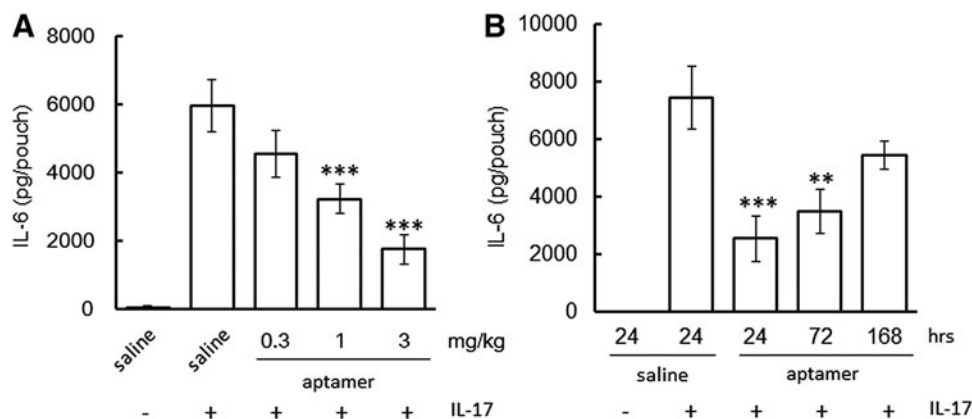 A
8000
6000
4000
2000
0
IL-6 (pg/pouch)
***
***
saline
saline
0.3 1 3 mg/kg
aptamer
- + + + + IL-17
B
10000
8000
6000
4000
2000
0
IL-6 (pg/pouch)
***
**
24 24 24 72 168 hrs
saline aptamer
- + + + + IL-17